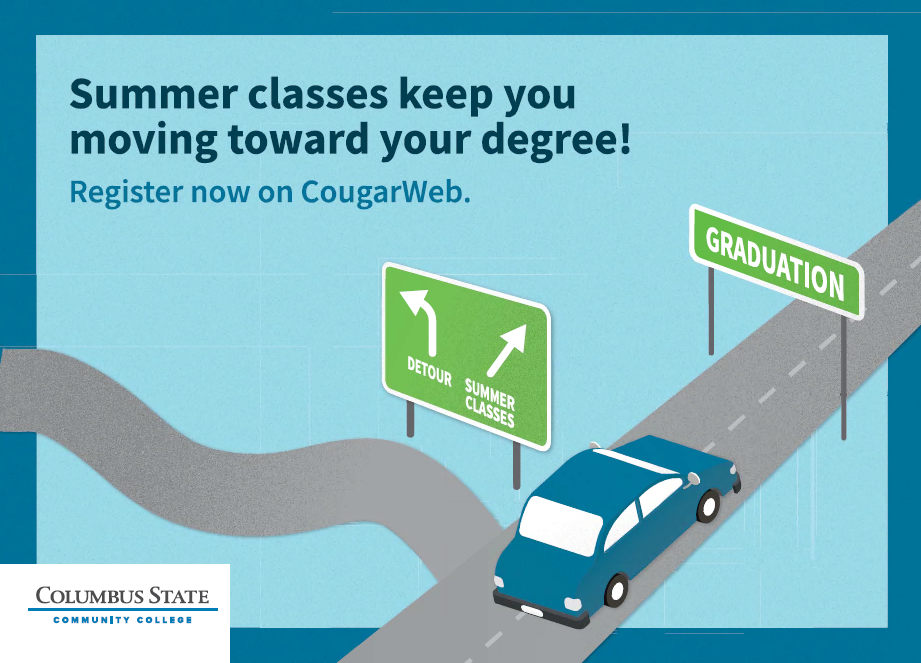 Summer classes keep you
moving toward your degree!
Register now on CougarWeb.
GRADUATION
DETOUR
SUMMER
CLASSES
COLUMBUS STATE
COMMUNITY COLLEGE